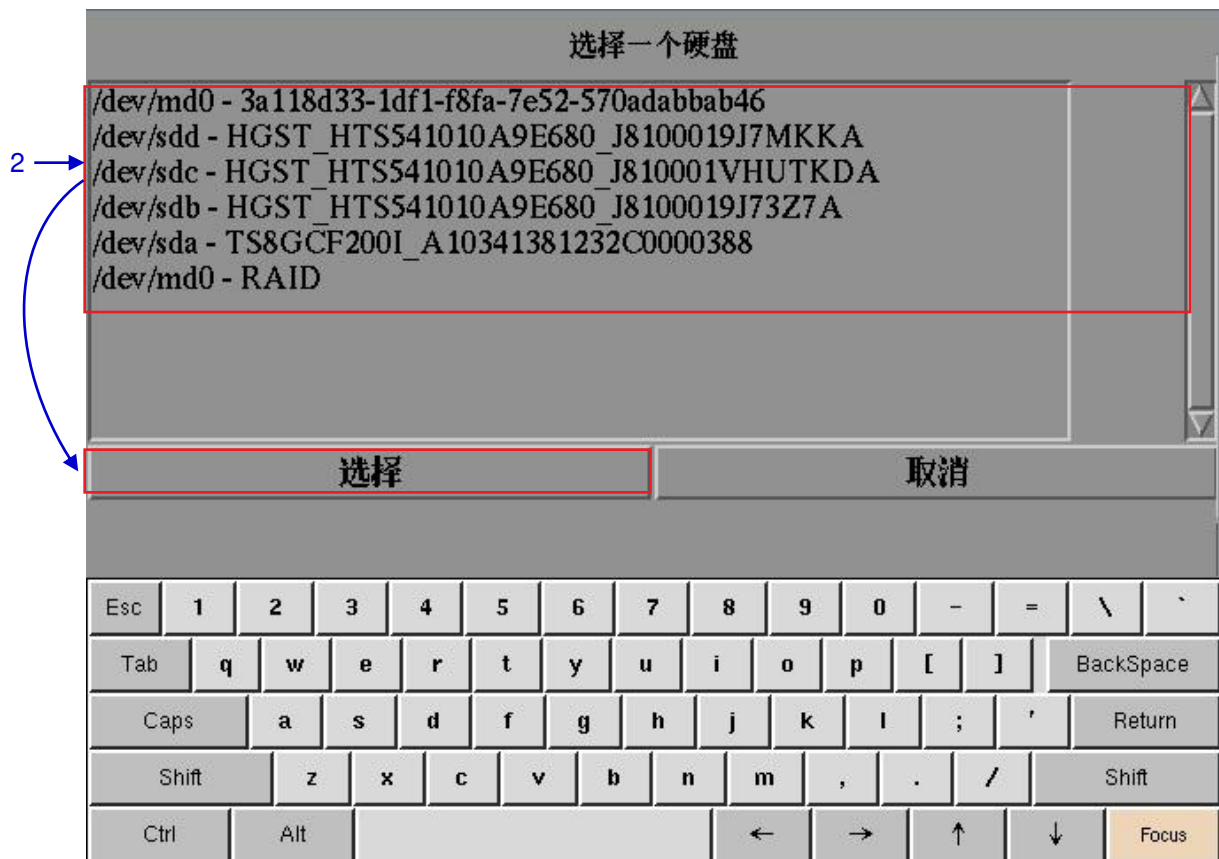 选择一个硬盘
/dev/md0 - 3a118d33-1df1-f8fa-7e52-570adabbab46
/dev/sdd - HGST_HTS541010A9E680_J8100019J7MKKA
2
/dev/sdc - HGST_HTS541010A9E680_J810001VHUTKDA
/dev/sdb - HGST_HTS541010A9E680_J8100019J73Z7A
/dev/sda - TS8GCF200I_A10341381232C0000388
/dev/md0 - RAID
选择 取消
Esc 1 2 3 4 5 6 7 8 9 0 - = \ `
Tab q w e r t y u i o p [ ] BackSpace
Caps a s d f g h j k l ; ' Return
Shift z x c v b n m , . / Shift
Ctrl Alt ← → ↑ ↓ Focus